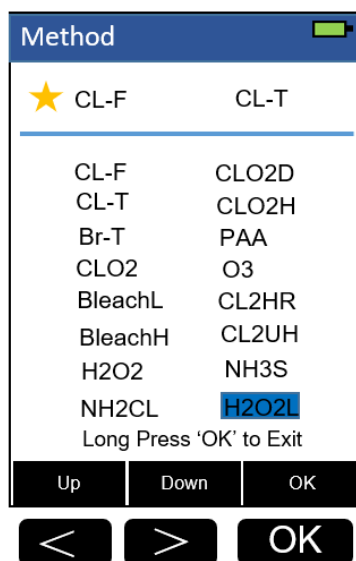 Method
CL-F CL-T
CL-F CLO2D
CL-T CLO2H
Br-T PAA
CLO2 O3
BleachL CL2HR
BleachH CL2UH
H2O2 NH3S
NH2CL H2O2L
Long Press ‘OK’ to Exit
Up Down OK
< > OK